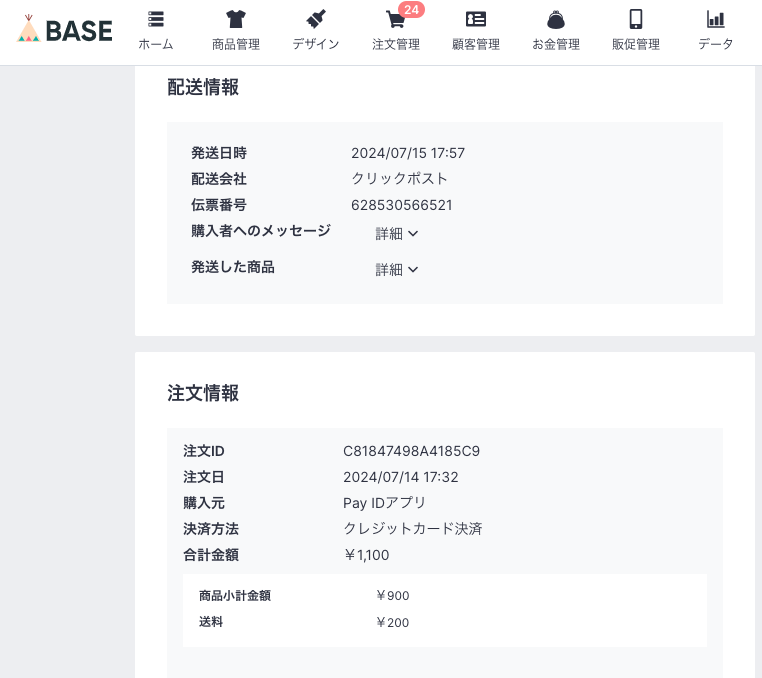 BASE
24
ホーム 商品管理 デザイン 注文管理 顧客管理 お金管理 販促管理 データ
配送情報
発送日時 2024/07/15 17:57
配送会社 クリックポスト
伝票番号 628530566521
購入者へのメッセージ 詳細
発送した商品 詳細
注文情報
注文ID C81847498A4185C9
注文日 2024/07/14 17:32
購入元 Pay IDアプリ
決済方法 クレジットカード決済
合計金額 ¥1,100
商品小計金額 ¥900
送料 ¥200